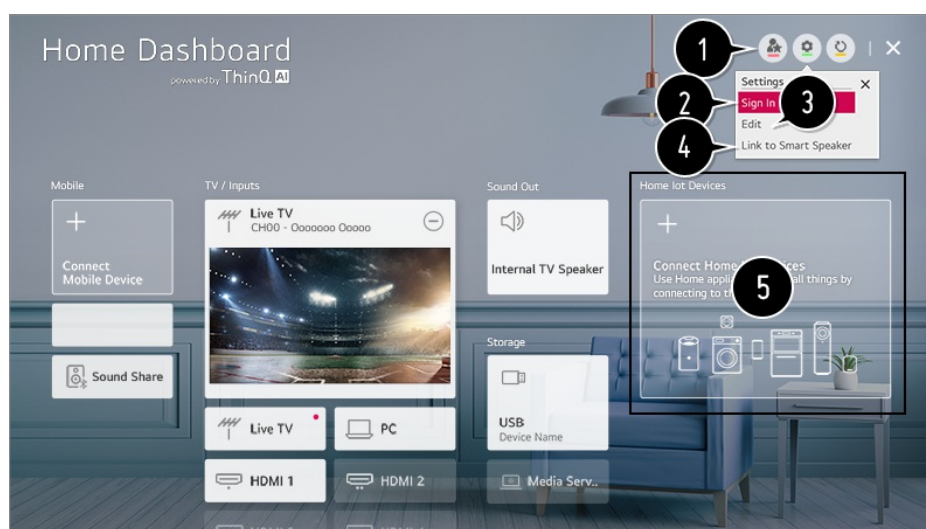 Home Dashboard
powered by ThinQ AI
1
2
3
4
Settings
Sign In
Edit
Link to Smart Speaker
Mobile
TV / Inputs
Sound Out
Home Iot Devices
Connect
Mobile Device
Live TV
CH00 - Ooooooo Ooooo
Internal TV Speaker
Connect Home
Use Home all things by
connecting to
5
Sound Share
Storage
USB
Device Name
Live TV
PC
HDMI 1
HDMI 2
Media Serv..